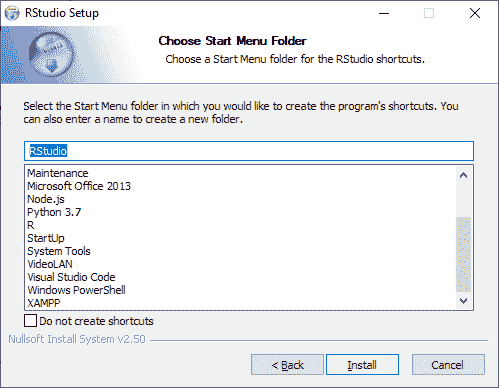 RStudio Setup
Choose Start Menu Folder
Choose a Start Menu folder for the RStudio shortcuts.
Select the Start Menu folder in which you would like to create the program's shortcuts. You
can also enter a name to create a new folder.
RStudio
Maintenance
Microsoft Office 2013
Node.js
Python 3.7
R
StartUp
System Tools
VideoLAN
Visual Studio Code
Windows PowerShell
XAMPP
Do not create shortcuts
Nullsoft Install System v2.50
< Back
Install
Cancel